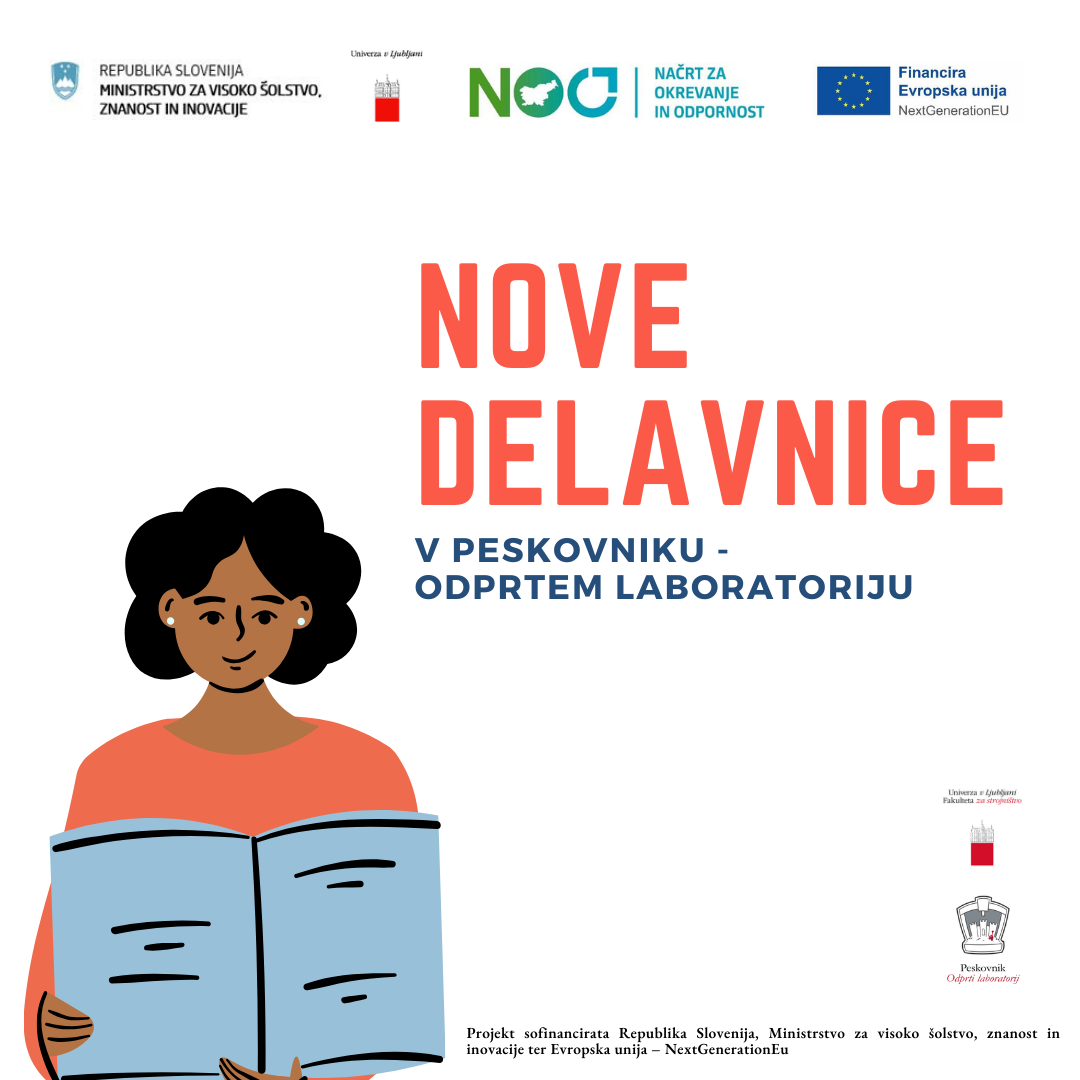 REPUBLIKA SLOVENIJA
MINISTRSTVO ZA VISOKO ŠOLSTVO,
ZNANOST IN INOVACIJE
Univerza v Ljubljani
NOO
NAČRT ZA
OKREVANJE
IN ODPORNOST
Financira
Evropska unija
NextGenerationEU
NOVE
DELAVNICE
V PESKOVNIKU -
ODPRTEM LABORATORIJU
Univerza v Ljubljani
Fakulteta za strojništvo
Peskovnik
Odprti laboratorij
Projekt sofinancirata Republika Slovenija, Ministrstvo za visoko šolstvo, znanost in
inovacije ter Evropska unija – NextGenerationEu